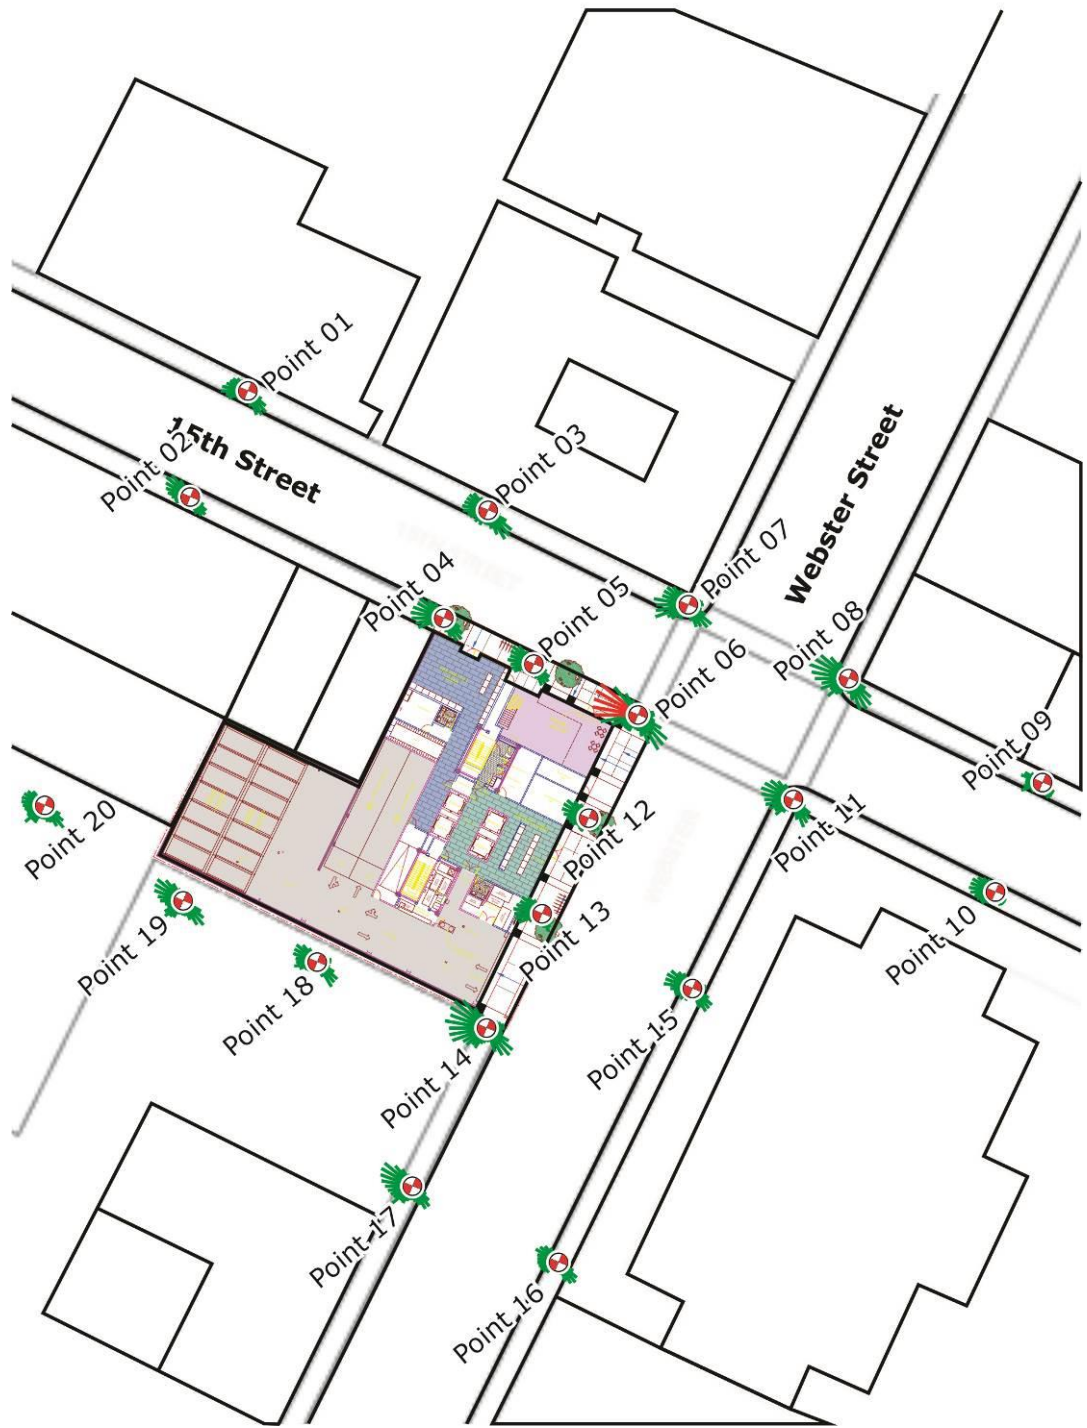 Point 01
15th Street
Point 02
Point 03
Point 04
Point 05
Point 07
Webster Street
Point 06
Point 08
Point 09
Point 20
Point 12
Point 11
Point 19
Point 13
Point 10
Point 18
Point 15
Point 14
Point 17
Point 16